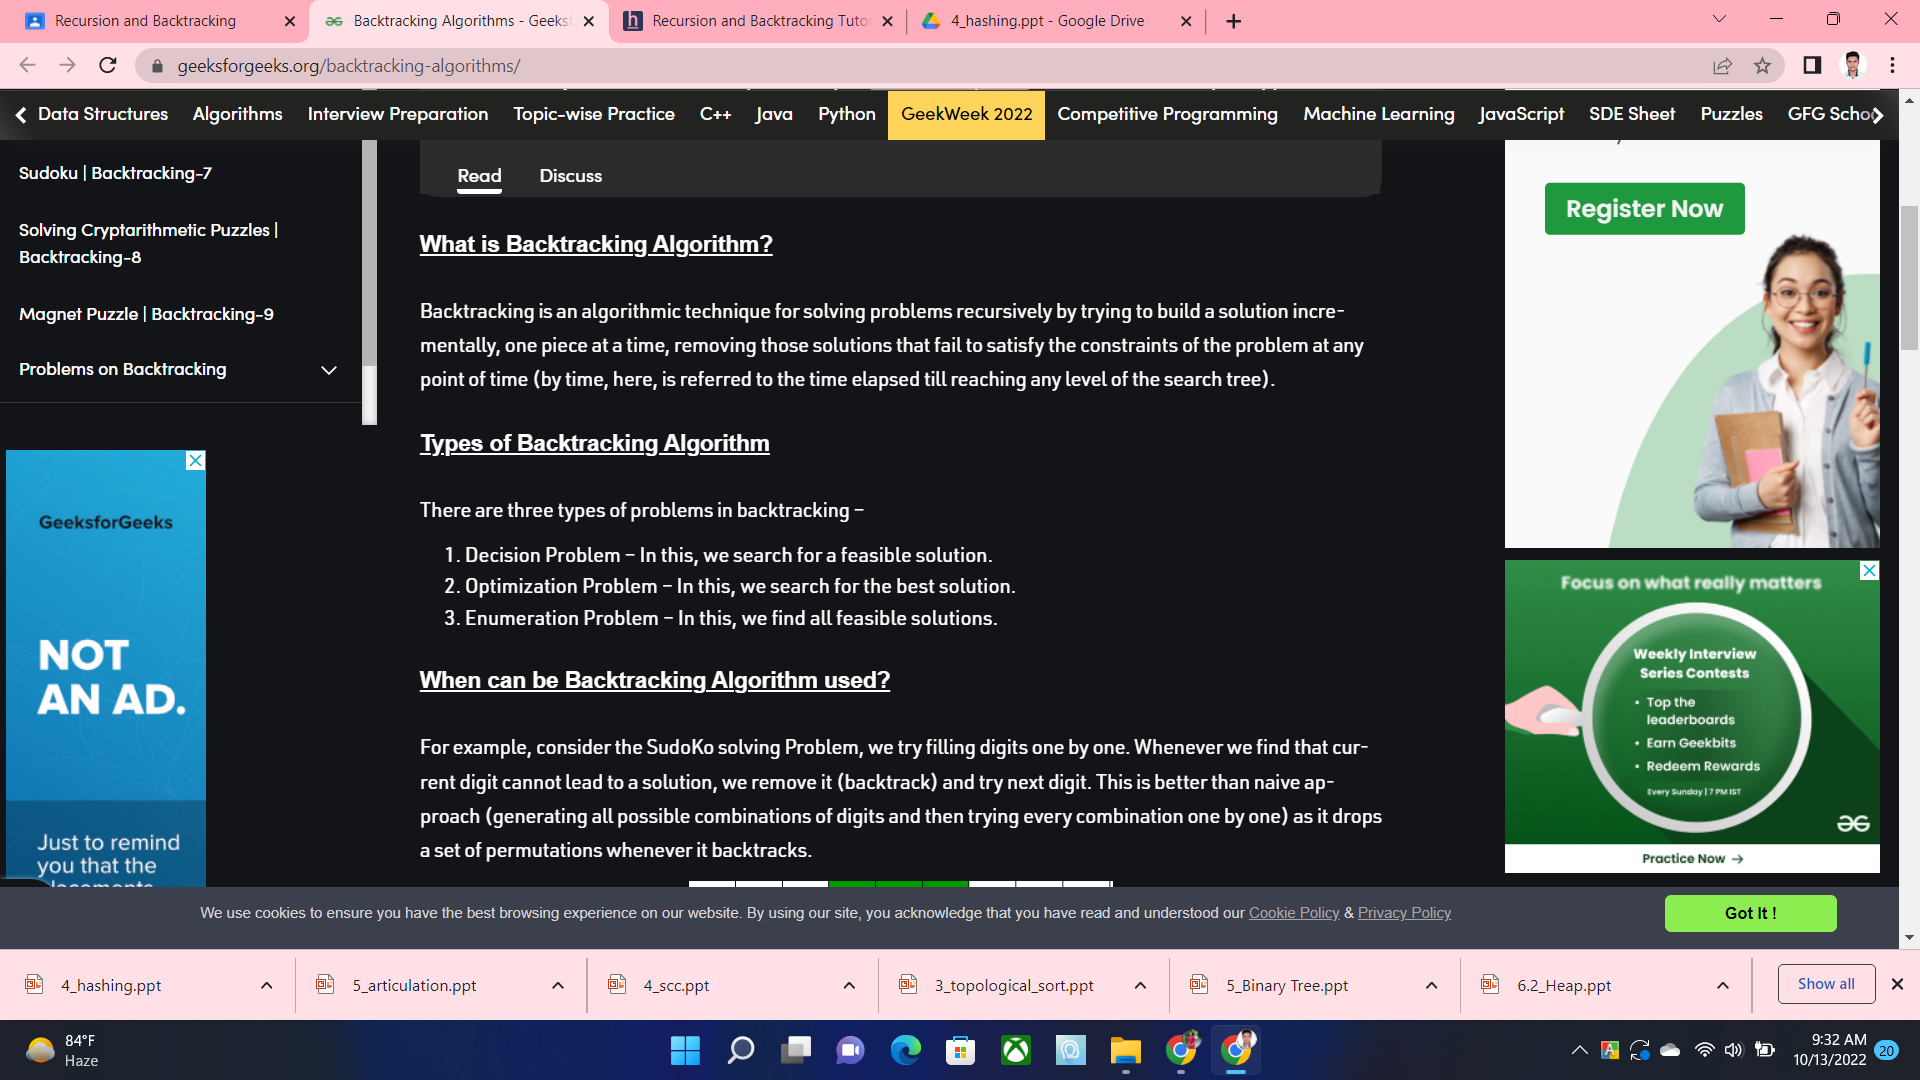 Recursion and Backtracking
Backtracking Algorithms - Geeks
Recursion and Backtracking Tuto
4_hashing.ppt - Google Drive
geeksforgeeks.org/backtracking-algorithms/
Data Structures
Algorithms
Interview Preparation
Topic-wise Practice
C++
Java
Python
GeekWeek 2022
Competitive Programming
Machine Learning
JavaScript
SDE Sheet
Puzzles
GFG Schoo
Sudoku | Backtracking-7
Solving Cryptarithmetic Puzzles |
Backtracking-8
Magnet Puzzle | Backtracking-9
Problems on Backtracking
GeeksforGeeks
NOT
AN AD.
Just to remind
you that the
Read
Discuss
What is Backtracking Algorithm?
Backtracking is an algorithmic technique for solving problems recursively by trying to build a solution incre-
mentally, one piece at a time, removing those solutions that fail to satisfy the constraints of the problem at any
point of time (by time, here, is referred to the time elapsed till reaching any level of the search tree).
Types of Backtracking Algorithm
There are three types of problems in backtracking –
1. Decision Problem – In this, we search for a feasible solution.
2. Optimization Problem – In this, we search for the best solution.
3. Enumeration Problem – In this, we find all feasible solutions.
When can be Backtracking Algorithm used?
For example, consider the SudoKo solving Problem, we try filling digits one by one. Whenever we find that cur-
rent digit cannot lead to a solution, we remove it (backtrack) and try next digit. This is better than naive ap-
proach (generating all possible combinations of digits and then trying every combination one by one) as it drops
a set of permutations whenever it backtracks.
Register Now
Focus on what really matters
Weekly Interview
Series Contests
• Top the
leaderboards
• Earn Geekbits
• Redeem Rewards
Every Sunday | 7 PM IST
Practice Now →
We use cookies to ensure you have the best browsing experience on our website. By using our site, you acknowledge that you have read and understood our Cookie Policy & Privacy Policy
Got It !
4_hashing.ppt
5_articulation.ppt
4_scc.ppt
3_topological_sort.ppt
5_Binary Tree.ppt
6.2_Heap.ppt
Show all
84°F
Haze
9:32 AM
10/13/2022
20